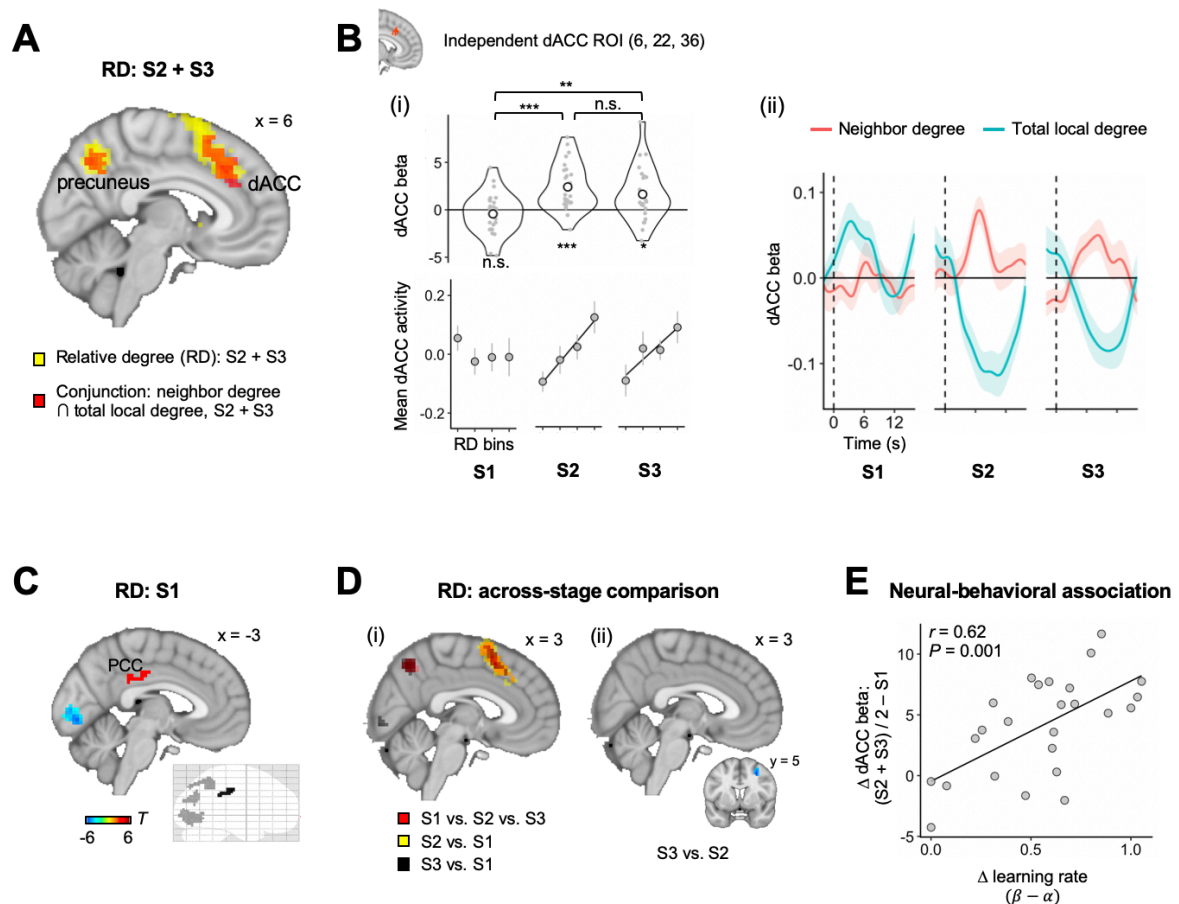 A
RD: S2 + S3
x = 6
precuneus
dACC
Relative degree (RD): S2 + S3
Conjunction: neighbor degree
∩ total local degree, S2 + S3
B
Independent dACC ROI (6, 22, 36)
(i)
**
***
n.s.
dACC beta
5
0
-5
n.s.
***
*
Mean dACC activity
0.2
0.0
-0.2
RD bins
S1
S2
S3
(ii)
Neighbor degree
Total local degree
dACC beta
0.1
0.0
-0.1
0
6
12
Time (s)
S1
S2
S3
C
RD: S1
x = -3
PCC
T
-6
6
D
RD: across-stage comparison
(i)
x = 3
S1 vs. S2 vs. S3
S2 vs. S1
S3 vs. S1
(ii)
x = 3
y = 5
S3 vs. S2
E
Neural-behavioral association
r = 0.62
P = 0.001
Δ dACC beta:
(S2 + S3) / 2 – S1
10
5
0
-5
0.0
0.5
1.0
Δ learning rate
(β − α)